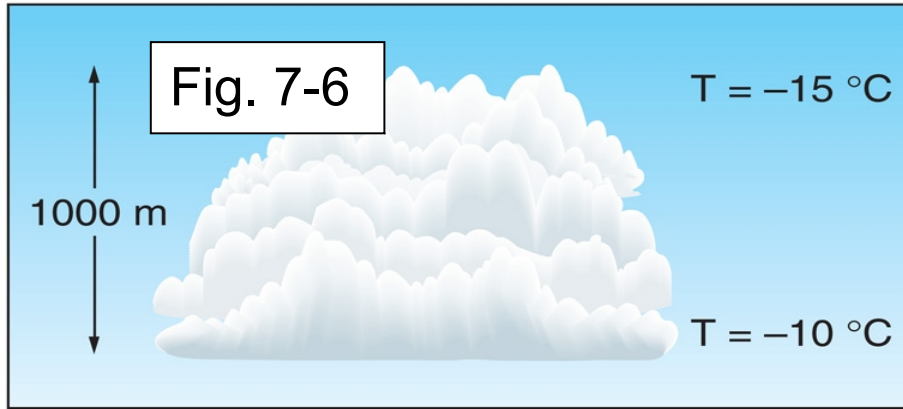 Fig. 7-6
T = –15 °C
1000 m
T = –10 °C